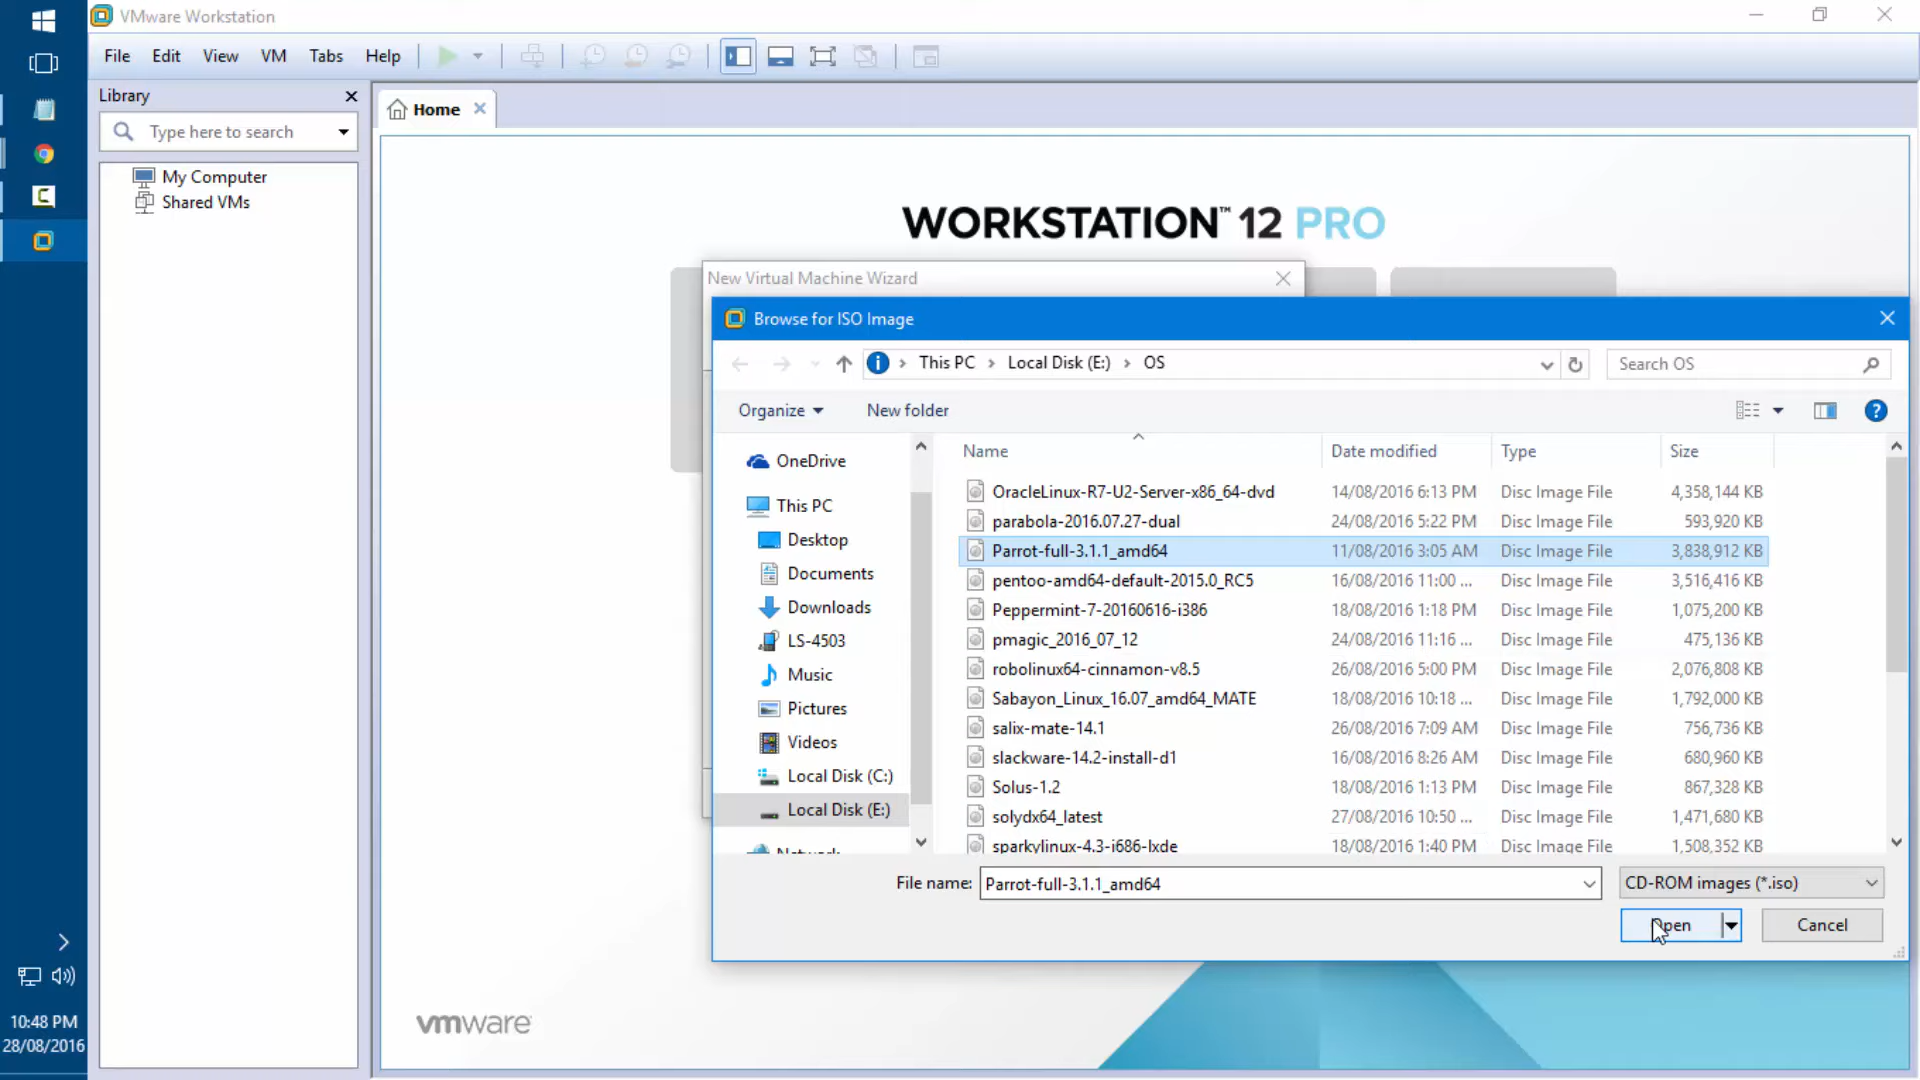 VMware Workstation
File Edit View VM Tabs Help
Library
Type here to search
My Computer
Shared VMs
Home
WORKSTATION™ 12 PRO
New Virtual Machine Wizard
Browse for ISO Image
This PC > Local Disk (E:) > OS
Search OS
Organize New folder
OneDrive
This PC
Desktop
Documents
Downloads
LS-4503
Music
Pictures
Videos
Local Disk (C:)
Local Disk (E:)
Network
Name Date modified Type Size
OracleLinux-R7-U2-Server-x86_64-dvd 14/08/2016 6:13 PM Disc Image File 4,358,144 KB
parabola-2016.07.27-dual 24/08/2016 5:22 PM Disc Image File 593,920 KB
Parrot-full-3.1.1_amd64 11/08/2016 3:05 AM Disc Image File 3,838,912 KB
pentoo-amd64-default-2015.0_RC5 16/08/2016 11:00 ... Disc Image File 3,516,416 KB
Peppermint-7-20160616-i386 18/08/2016 1:18 PM Disc Image File 1,075,200 KB
pmagic_2016_07_12 24/08/2016 11:16 ... Disc Image File 475,136 KB
robolinux64-cinnamon-v8.5 26/08/2016 5:00 PM Disc Image File 2,076,808 KB
Sabayon_Linux_16.07_amd64_MATE 18/08/2016 10:18 ... Disc Image File 1,792,000 KB
salix-mate-14.1 26/08/2016 7:09 AM Disc Image File 756,736 KB
slackware-14.2-install-d1 16/08/2016 8:26 AM Disc Image File 680,960 KB
Solus-1.2 18/08/2016 1:13 PM Disc Image File 867,328 KB
solydx64_latest 27/08/2016 10:50 ... Disc Image File 1,471,680 KB
sparkylinux-4.3-i686-lxde 18/08/2016 1:40 PM Disc Image File 1,508,352 KB
File name: Parrot-full-3.1.1_amd64 CD-ROM images (*.iso)
Open Cancel
vmware
10:48 PM
28/08/2016